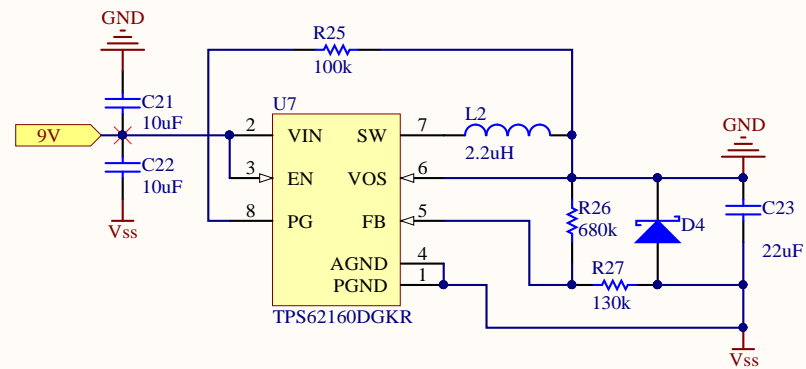 GND
R25
100k
C21
10uF
U7
L2
2.2uH
GND
9V
2 VIN SW 7
C22
10uF
3 EN VOS 6
R26
680k
D4
C23
22uF
8 PG FB 5
Vss
AGND 4
PGND 1
R27
130k
TPS62160DGKR
Vss